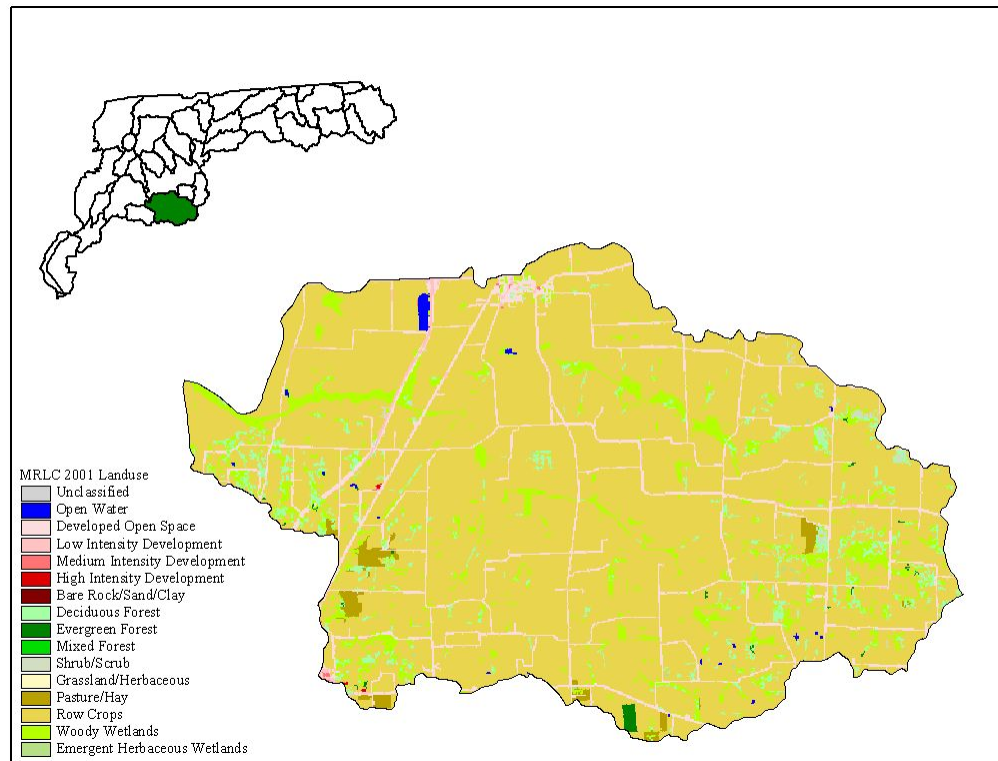 MRLC 2001 Landuse
Unclassified
Open Water
Developed Open Space
Low Intensity Development
Medium Intensity Development
High Intensity Development
Bare Rock/Sand/Clay
Deciduous Forest
Evergreen Forest
Mixed Forest
Shrub/Scrub
Grassland/Herbaceous
Pasture/Hay
Row Crops
Woody Wetlands
Emergent Herbaceous Wetlands